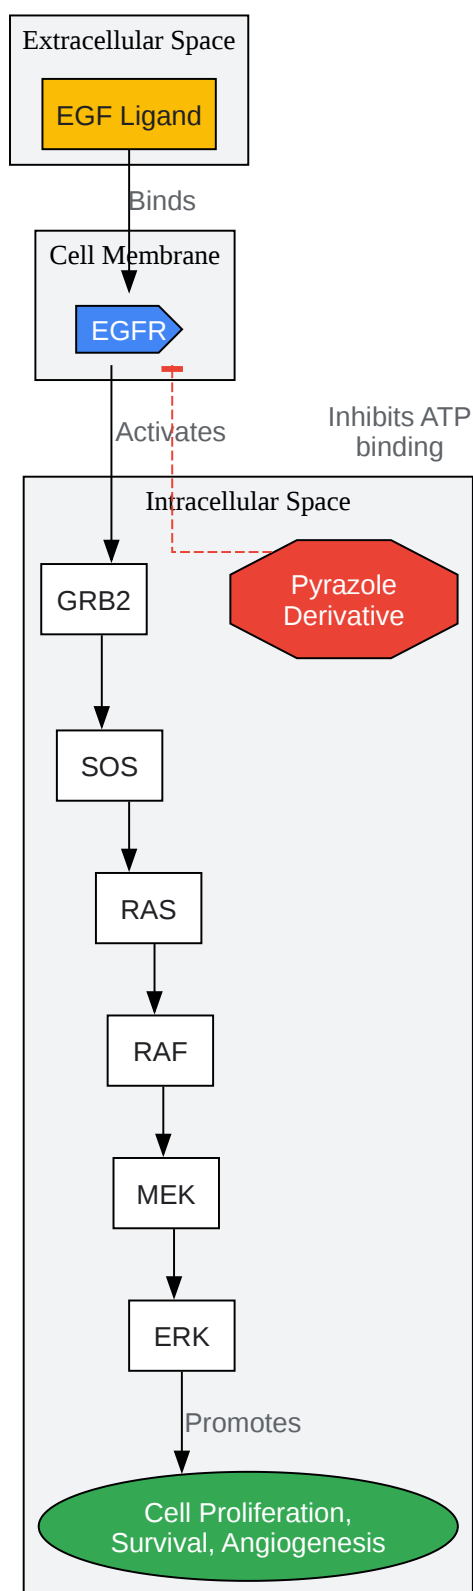 Extracellular Space
EGF Ligand
Binds
Cell Membrane
EGFR
Activates
Inhibits ATP
binding
Intracellular Space
Pyrazole
Derivative
GRB2
SOS
RAS
RAF
MEK
ERK
Promotes
Cell Proliferation,
Survival, Angiogenesis